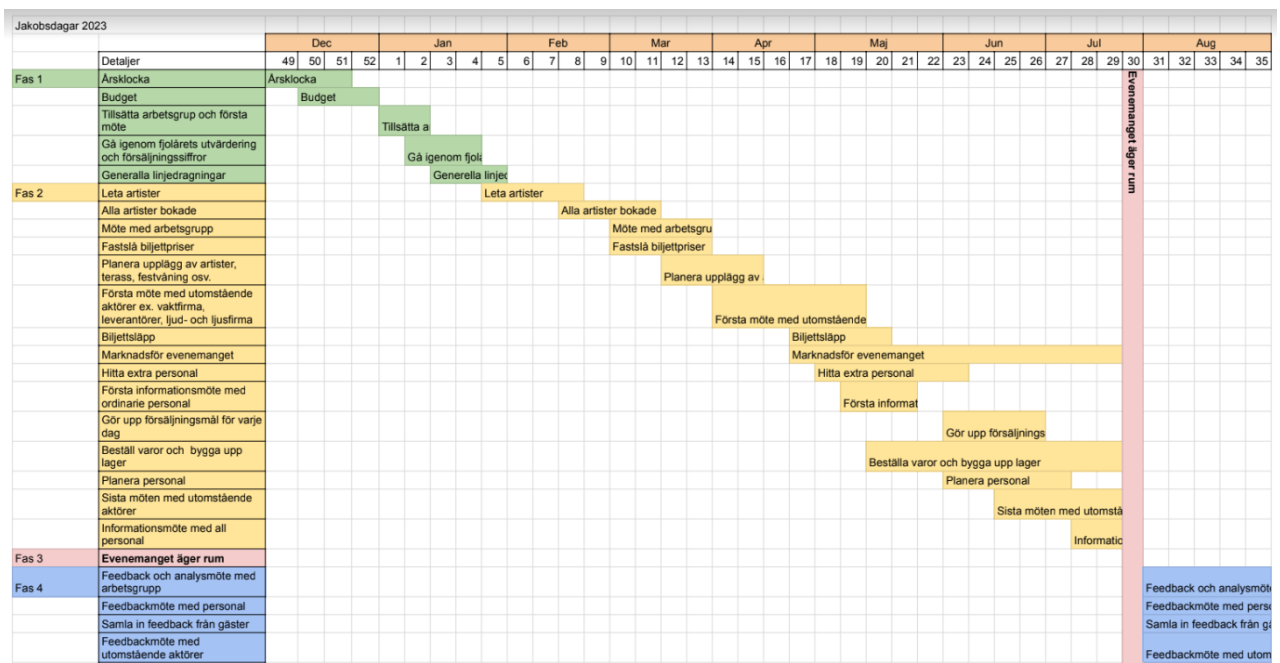 Jakobsdagar 2023
Dec Jan Feb Mar Apr Maj Jun Jul Aug
Detaljer 49 50 51 52 1 2 3 4 5 6 7 8 9 10 11 12 13 14 15 16 17 18 19 20 21 22 23 24 25 26 27 28 29 30 31 32 33 34 35
Fas 1 Årsklocka Årsklocka
Evenemanget äger rum
Budget Budget
Tillsätta arbetsgrup och första
möte Tillsätta a
Gå igenom fjolårets utvärdering
och försäljningssiffror Gå igenom fjolå
Generalla linjedragningar Generella linjed
Fas 2 Leta artister Leta artister
Alla artister bokade Alla artister bokade
Möte med arbetsgrupp Möte med arbetsgru
Fastslå biljettpriser Fastslå biljettpriser
Planera upplägg av artister,
terass, festvåning osv. Planera upplägg av
Första möte med utomstående
aktörer ex. vaktfirma,
leverantörer, ljud- och ljusfirma Första möte med utomstående
Biljettsläpp Biljettsläpp
Marknadsför evenemanget Marknadsför evenemanget
Hitta extra personal Hitta extra personal
Första informationsmöte med
ordinarie personal Första informat
Gör upp försäljningsmål för varje
dag Gör upp försäljnings
Beställ varor och bygga upp
lager Beställa varor och bygga upp lager
Planera personal Planera personal
Sista möten med utomstående
aktörer Sista möten med utomstå
Informationsmöte med all
personal Informatio
Fas 3 Evenemanget äger rum
Feedback och analysmöte med
Fas 4 arbetsgrupp Feedback och analysmöte
Feedbackmöte med personal Feedbackmöte med perso
Samla in feedback från gäster Samla in feedback från gä
Feedbackmöte med
utomstående aktörer Feedbackmöte med utom